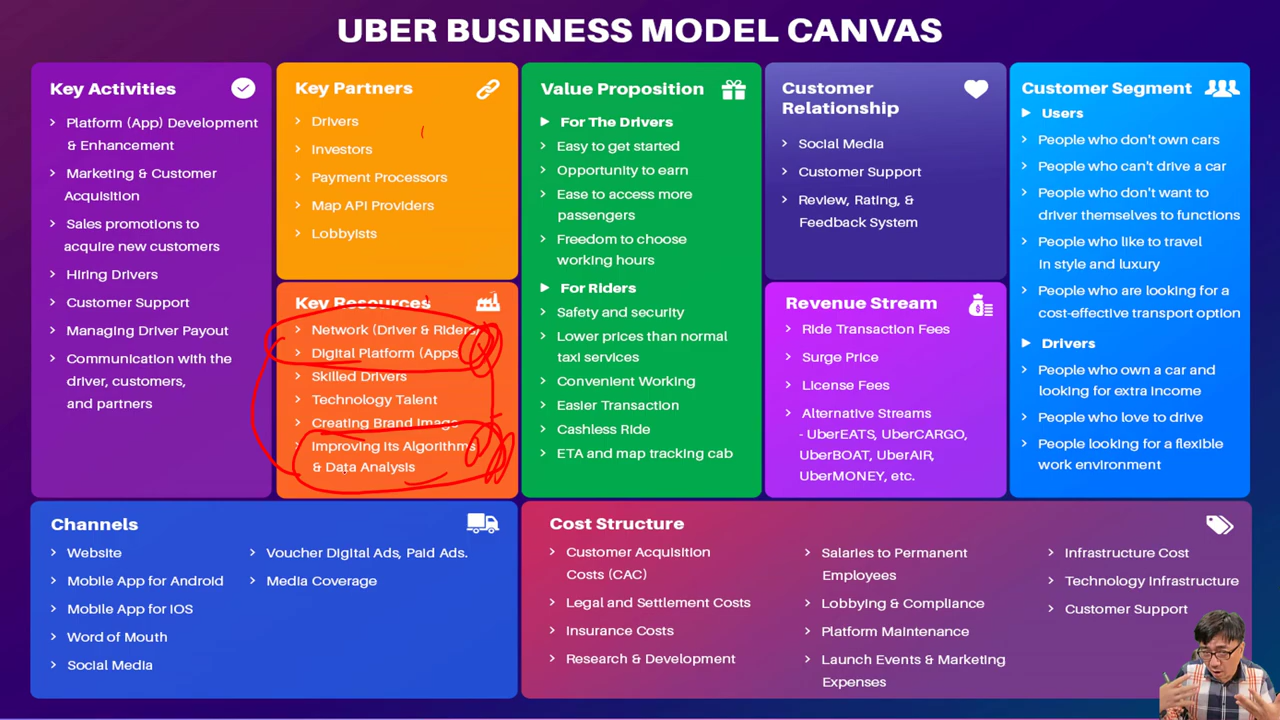 UBER BUSINESS MODEL CANVAS
Key Activities
Platform (App) Development
& Enhancement
Marketing & Customer
Acquisition
Sales promotions to
acquire new customers
Hiring Drivers
Customer Support
Managing Driver Payout
Communication with the
driver, customers,
and partners
Key Partners
Drivers
Investors
Payment Processors
Map API Providers
Lobbyists
Key Resources
Network (Driver & Riders)
Digital Platform (Apps
Skilled Drivers
Technology Talent
Creating Brand Image
Improving Its Algorithms
& Data Analysis
Value Proposition
For The Drivers
Easy to get started
Opportunity to earn
Ease to access more
passengers
Freedom to choose
working hours
For Riders
Safety and security
Lower prices than normal
taxi services
Convenient Working
Easier Transaction
Cashless Ride
ETA and map tracking cab
Customer
Relationship
Social Media
Customer Support
Review, Rating, &
Feedback System
Revenue Stream
Ride Transaction Fees
Surge Price
License Fees
Alternative Streams
- UberEATS, UberCARGO,
UberBOAT, UberAIR,
UberMONEY, etc.
Customer Segment
Users
People who don't own cars
People who can't drive a car
People who don't want to
driver themselves to functions
People who like to travel
In style and luxury
People who are looking for a
cost-effective transport option
Drivers
People who own a car and
looking for extra income
People who love to drive
People looking for a flexible
work environment
Channels
Website
Mobile App for Android
Mobile App for IOS
Word of Mouth
Social Media
Voucher Digital Ads, Paid Ads.
Media Coverage
Cost Structure
Customer Acquisition
Costs (CAC)
Legal and Settlement Costs
Insurance Costs
Research & Development
Salaries to Permanent
Employees
Lobbying & Compliance
Platform Maintenance
Launch Events & Marketing
Expenses
Infrastructure Cost
Technology Infrastructure
Customer Support